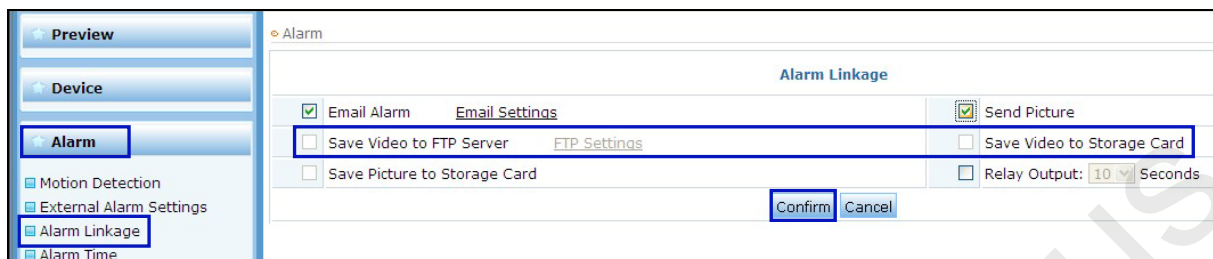 Preview
Device
Alarm
Motion Detection
External Alarm Settings
Alarm Linkage
Alarm Time
Alarm
Alarm Linkage
Email Alarm Email Settings Send Picture
Save Video to FTP Server FTP Settings Save Video to Storage Card
Save Picture to Storage Card Relay Output: 10 Seconds
Confirm Cancel